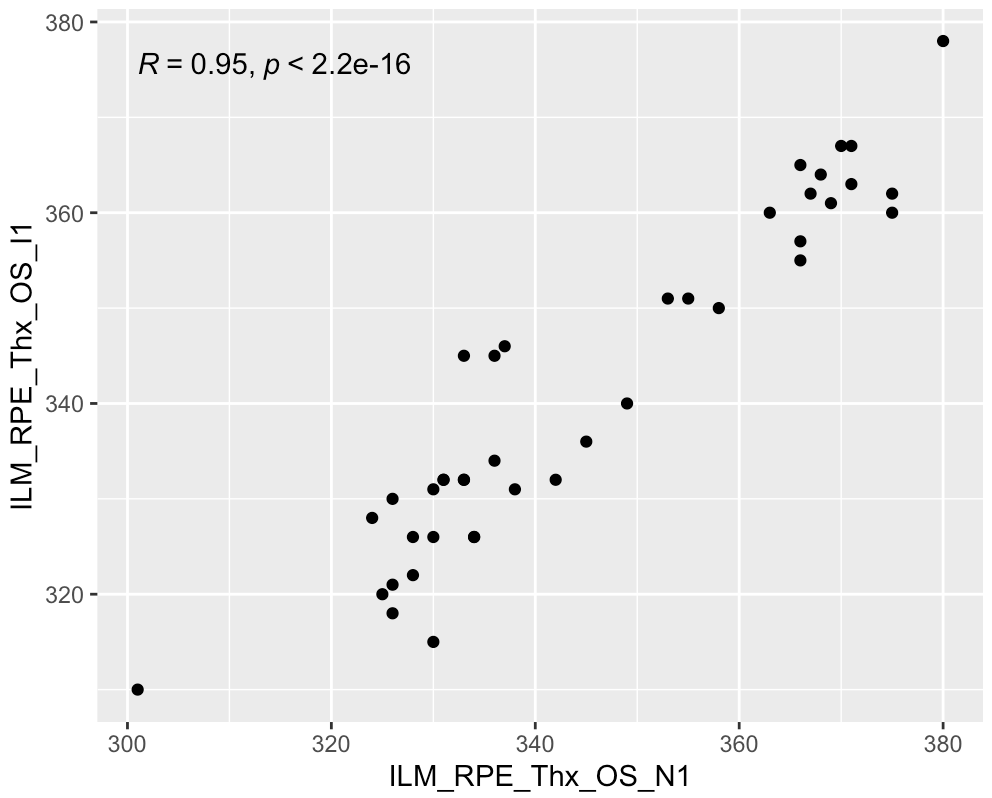 380
R = 0.95, p < 2.2e-16
360
340
320
ILM_RPE_Thx_OS_I1
300 320 340 360 380
ILM_RPE_Thx_OS_N1